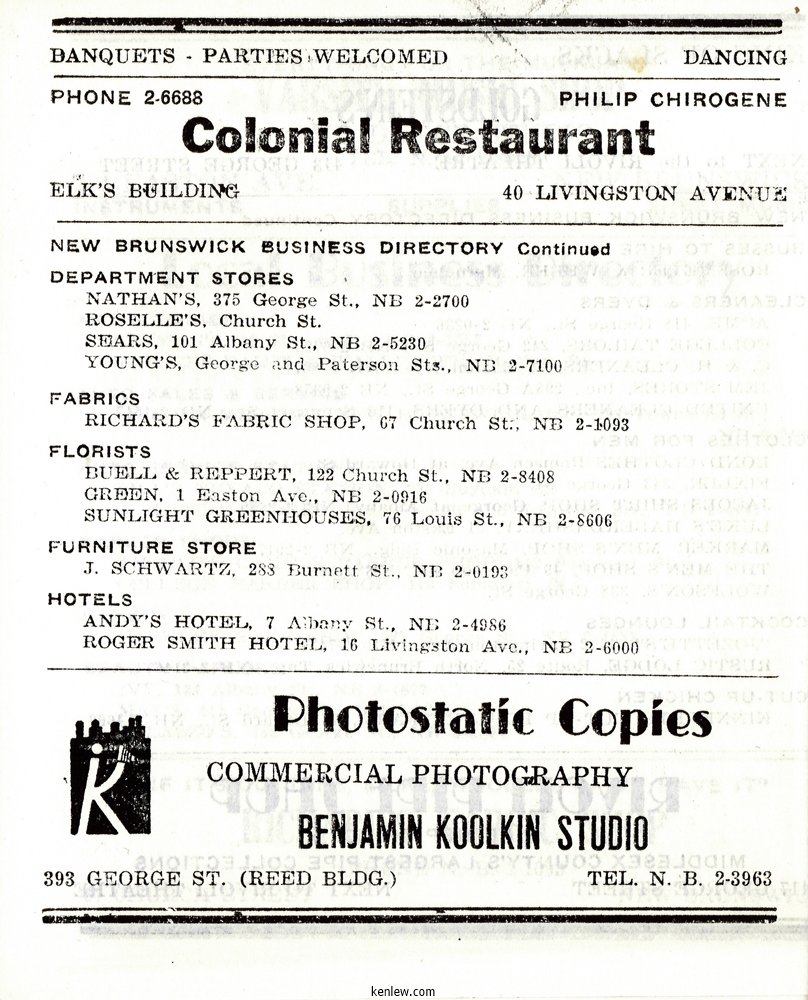 BANQUETS - PARTIES WELCOMED DANCING
PHONE 2-6688 PHILIP CHIROGENE
Colonial Restaurant
ELK'S BUILDING 40 LIVINGSTON AVENUE
NEW BRUNSWICK BUSINESS DIRECTORY Continued
DEPARTMENT STORES
NATHAN'S, 375 George St., NB 2-2700
ROSELLE'S, Church St.
SEARS, 101 Albany St., NB 2-5230
YOUNG'S, George and Paterson Sts., NB 2-7100
FABRICS
RICHARD'S FABRIC SHOP, 67 Church St., NB 2-1093
FLORISTS
BUELL & REPPERT, 122 Church St., NB 2-8408
GREEN, 1 Easton Ave., NB 2-0916
SUNLIGHT GREENHOUSES, 76 Louis St., NB 2-8606
FURNITURE STORE
J. SCHWARTZ, 288 Burnett St., NB 2-0193
HOTELS
ANDY'S HOTEL, 7 Albany St., NB 2-4986
ROGER SMITH HOTEL, 16 Livingston Ave., NB 2-6000
Photostatic Copies
K
COMMERCIAL PHOTOGRAPHY
BENJAMIN KOOLKIN STUDIO
393 GEORGE ST. (REED BLDG.) TEL. N. B. 2-3963
kenlew.com